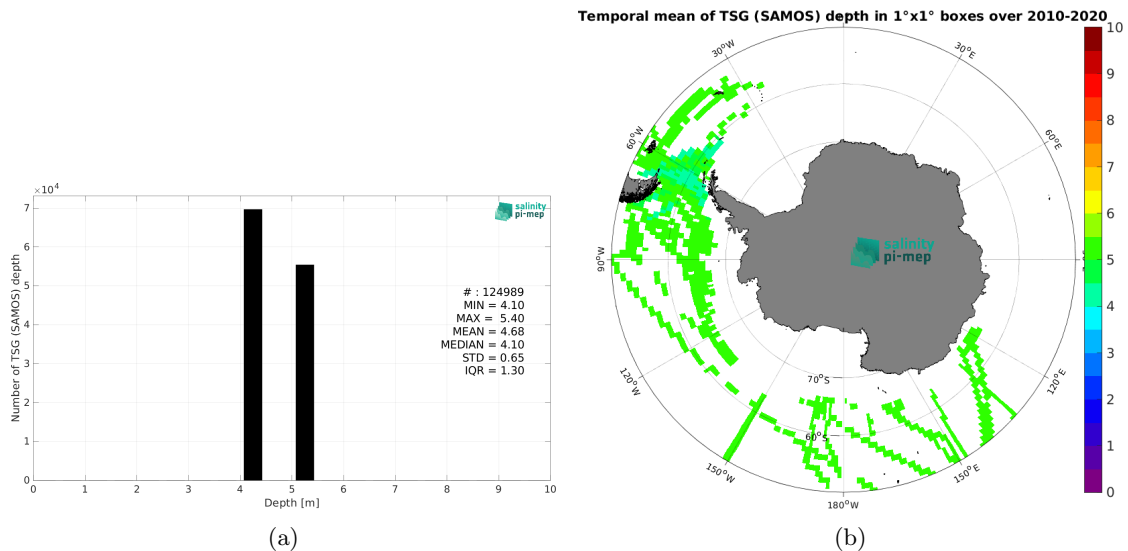 Temporal mean of TSG (SAMOS) depth in 1°x1° boxes over 2010-2020
×10⁴
7
6
5
4
3
2
1
0
Number of TSG (SAMOS) depth
0 1 2 3 4 5 6 7 8 9 10
Depth [m]
salinity
pi-mep
# : 124989
MIN = 4.10
MAX = 5.40
MEAN = 4.68
MEDIAN = 4.10
STD = 0.65
IQR = 1.30
(a)
30°W
30°E
60°W
60°E
90°W
120°W
120°E
150°W
150°E
180°W
70°S
60°S
salinity
pi-mep
10
9
8
7
6
5
4
3
2
1
0
(b)